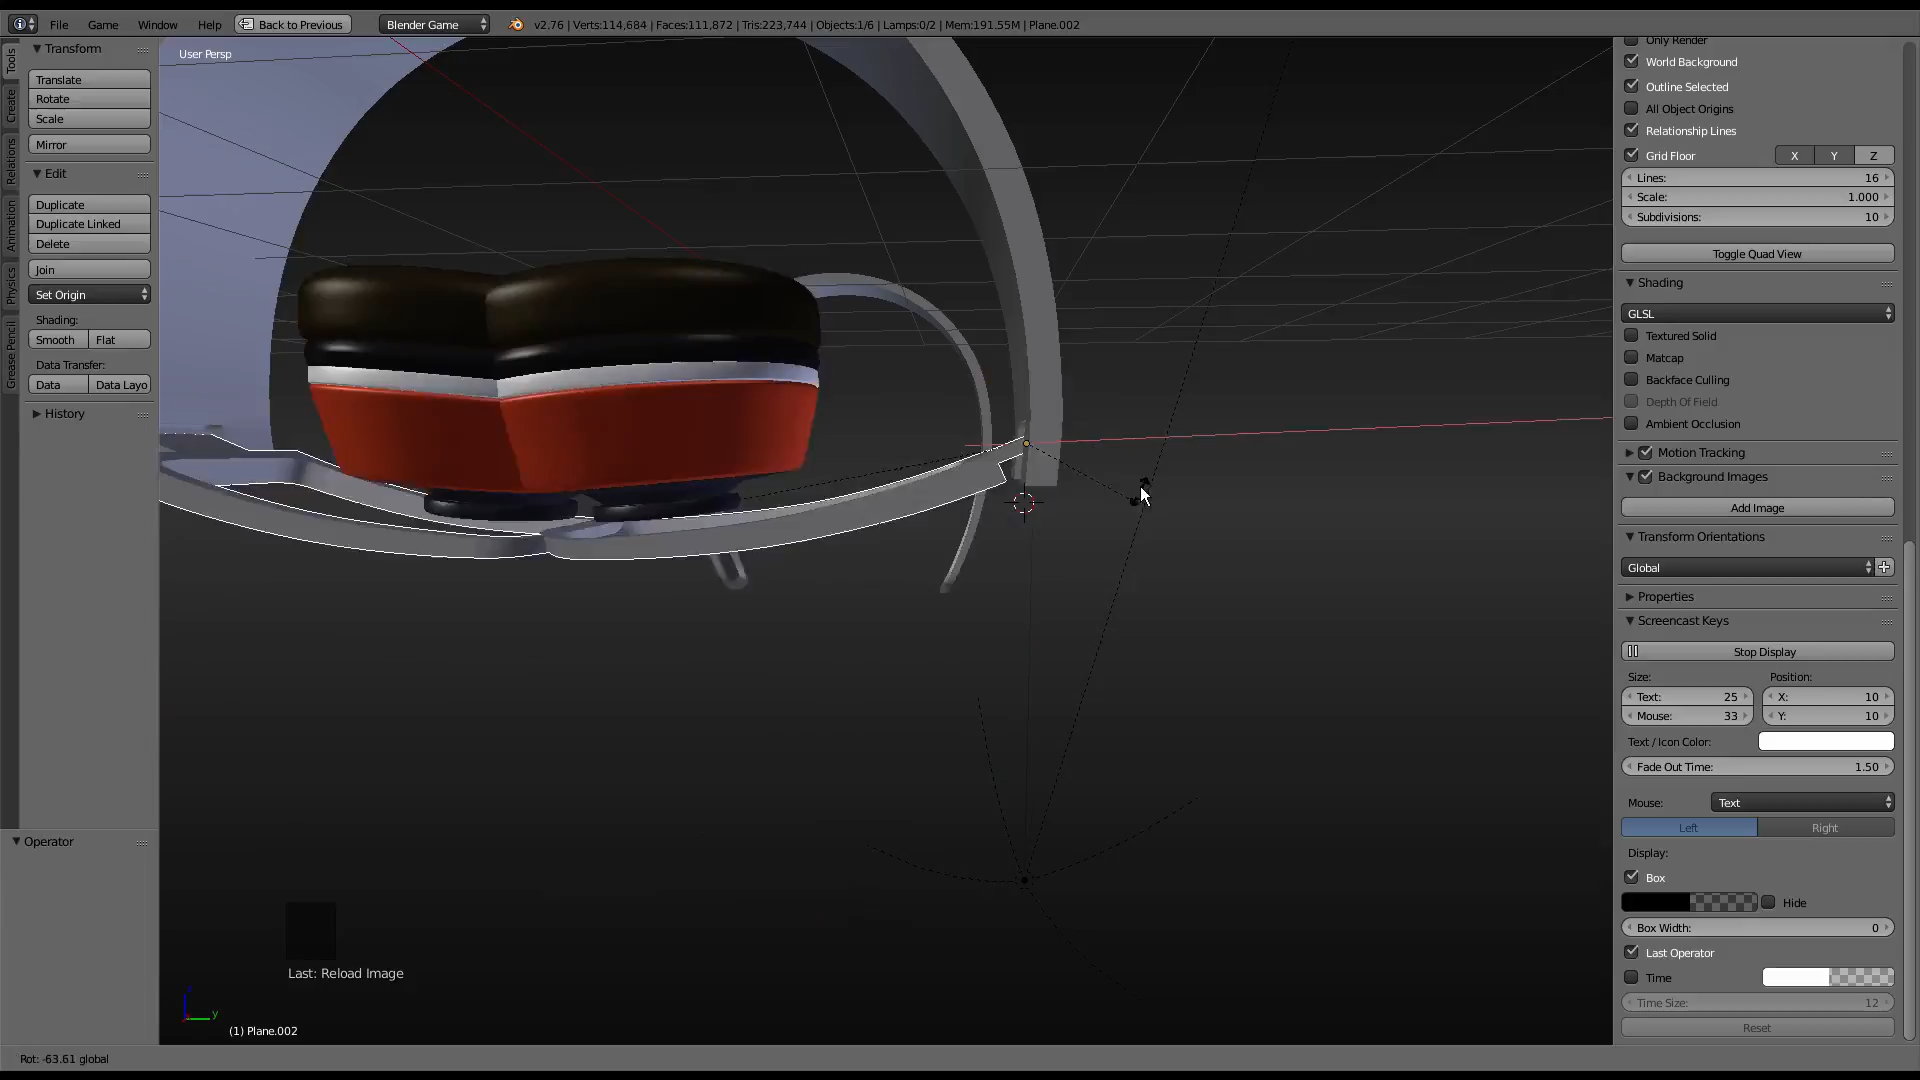 File Game Window Help Back to Previous Blender Game v2.76 | Verts:114,684 | Faces:111,872 | Tris:223,744 | Objects:1/6 | Lamps:0/2 | Mem:191.55M | Plane.002
Tools
Create
Relations
Animation
Physics
Grease Pencil
Transform
Translate
Rotate
Scale
Mirror
Edit
Duplicate
Duplicate Linked
Delete
Join
Set Origin
Shading:
Smooth Flat
Data Transfer:
Data Data Layo
History
Operator
User Persp
Last: Reload Image
z
y
(1) Plane.002
Rot: -63.61 global
Only Render
World Background
Outline Selected
All Object Origins
Relationship Lines
Grid Floor X Y Z
Lines: 16
Scale: 1.000
Subdivisions: 10
Toggle Quad View
Shading
GLSL
Textured Solid
Matcap
Backface Culling
Depth Of Field
Ambient Occlusion
Motion Tracking
Background Images
Add Image
Transform Orientations
Global
Properties
Screencast Keys
Stop Display
Size: Position:
Text: 25 X: 10
Mouse: 33 Y: 10
Text / Icon Color:
Fade Out Time: 1.50
Mouse: Text
Left Right
Display:
Box
Hide
Box Width: 0
Last Operator
Time
Time Size: 12
Reset